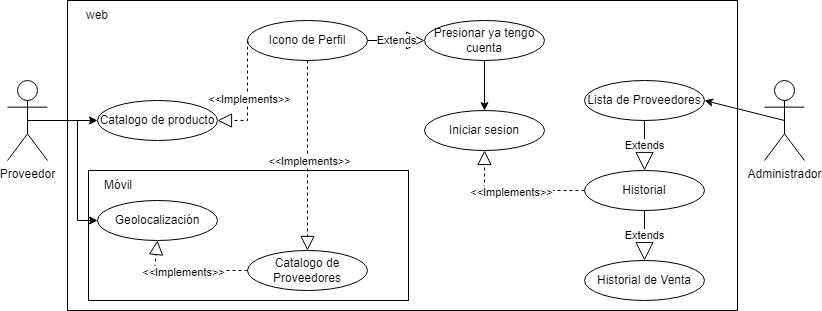 web
Icono de Perfil
Extends
Presionar ya tengo
cuenta
<<Implements>>
Lista de Proveedores
Catalogo de producto
Iniciar sesion
Extends
<<Implements>>
Proveedor
Administrador
Móvil
<<Implements>>
Historial
Geolocalización
Extends
<<Implements>>
Catalogo de
Proveedores
Historial de Venta